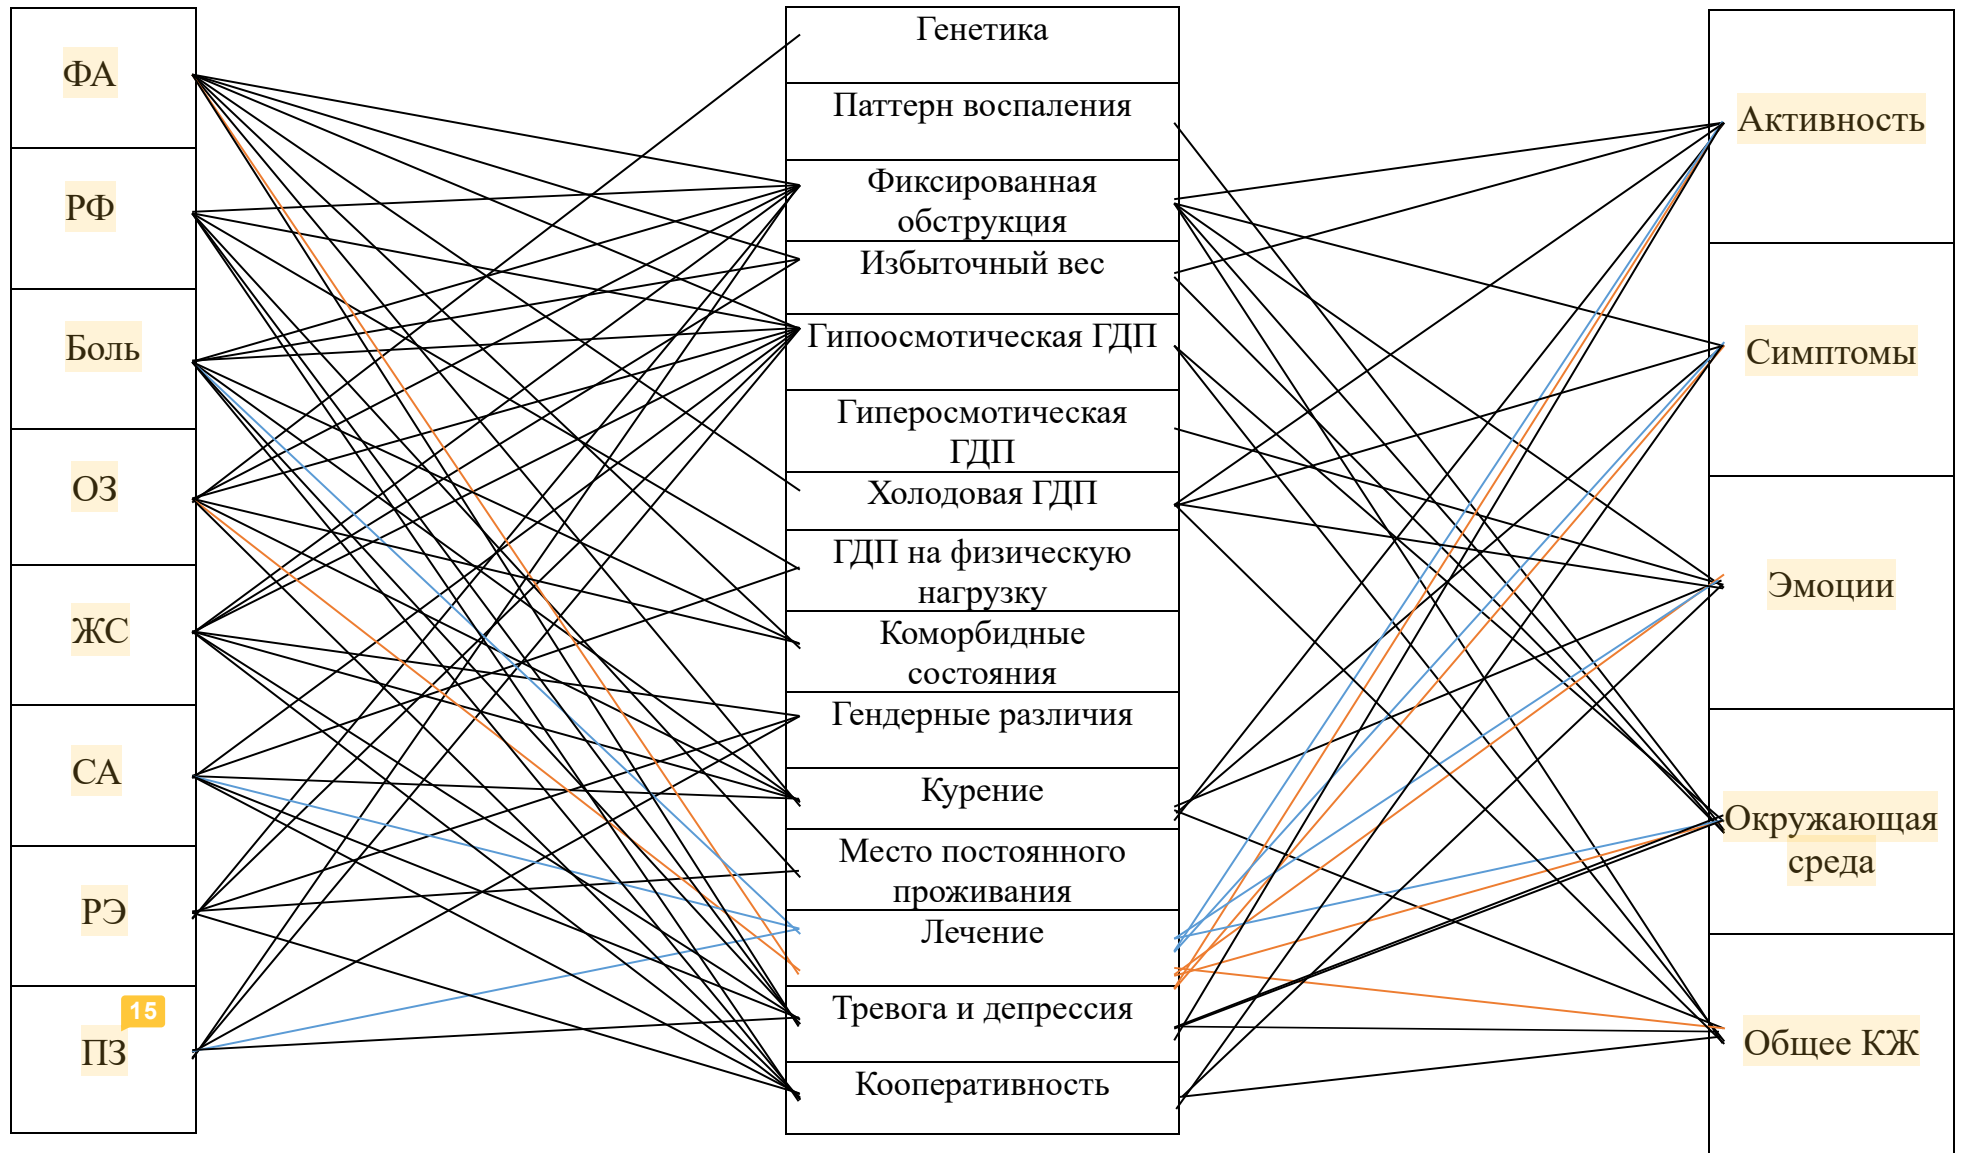 ФА
РФ
Боль
ОЗ
ЖС
СА
РЭ
15
ПЗ
Генетика
Паттерн воспаления
Фиксированная
обструкция
Избыточный вес
Гипоосмотическая ГДП
Гиперосмотическая
ГДП
Холодовая ГДП
ГДП на физическую
нагрузку
Коморбидные
состояния
Гендерные различия
Курение
Место постоянного
проживания
Лечение
Тревога и депрессия
Кооперативность
Активность
Симптомы
Эмоции
Окружающая
среда
Общее КЖ